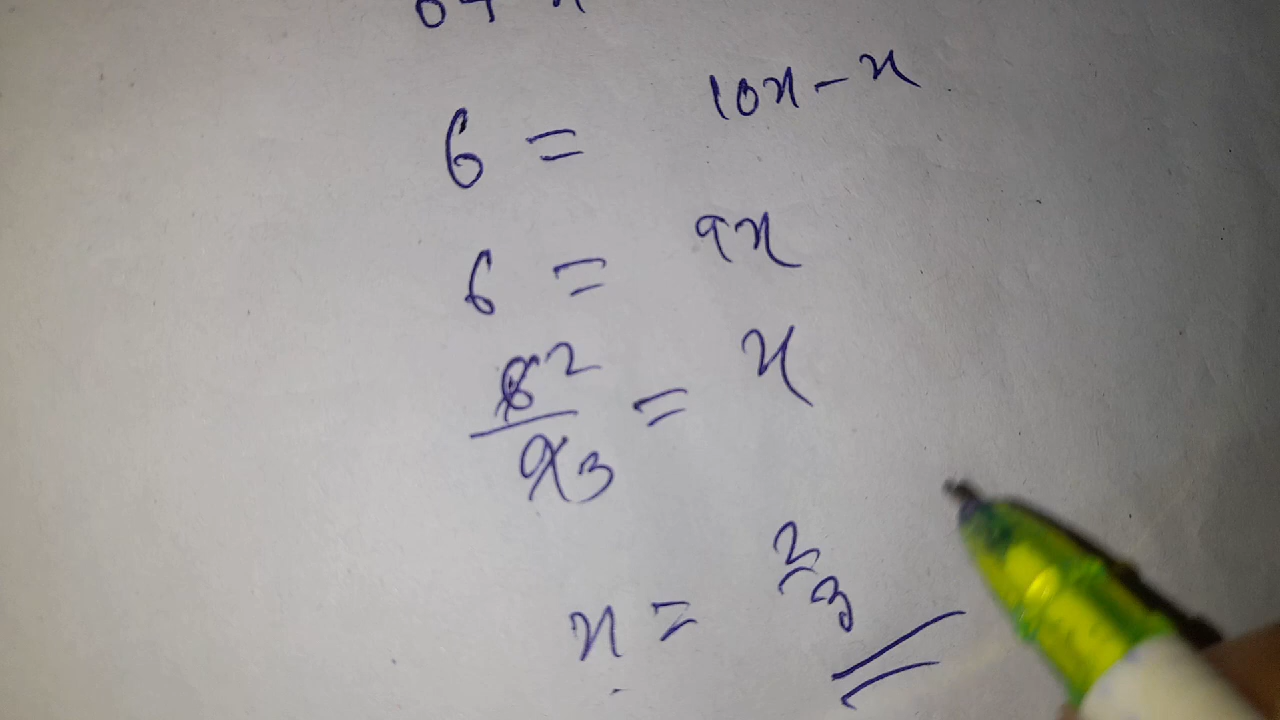 6 = 10x - x
6 = 9x
6 2 / 9 3 = x
x = 2/3